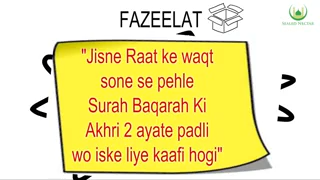 FAZEELAT
"Jisne Raat ke waqt
sone se pehle
Surah Baqarah Ki
Akhri 2 ayate padli
wo iske liye kaafi hogi"